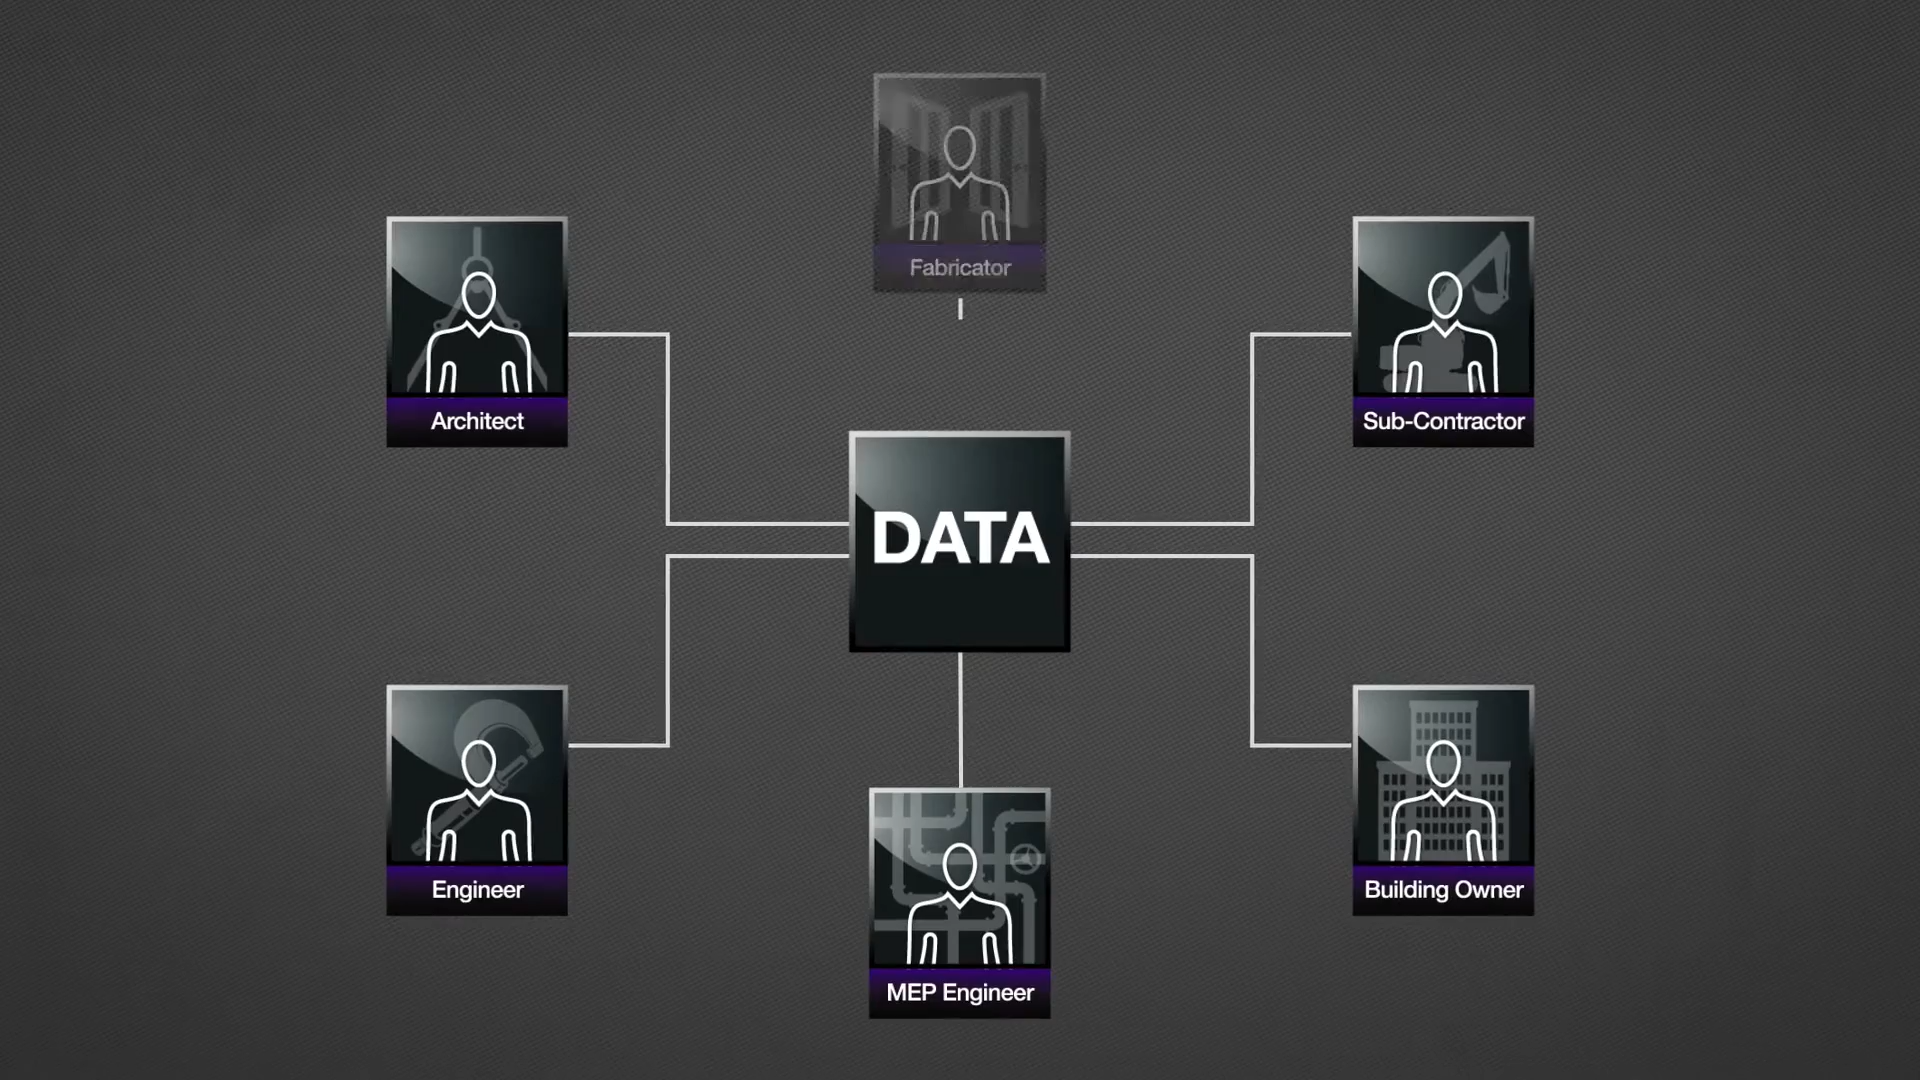 Fabricator
Architect
Sub-Contractor
DATA
Engineer
Building Owner
MEP Engineer